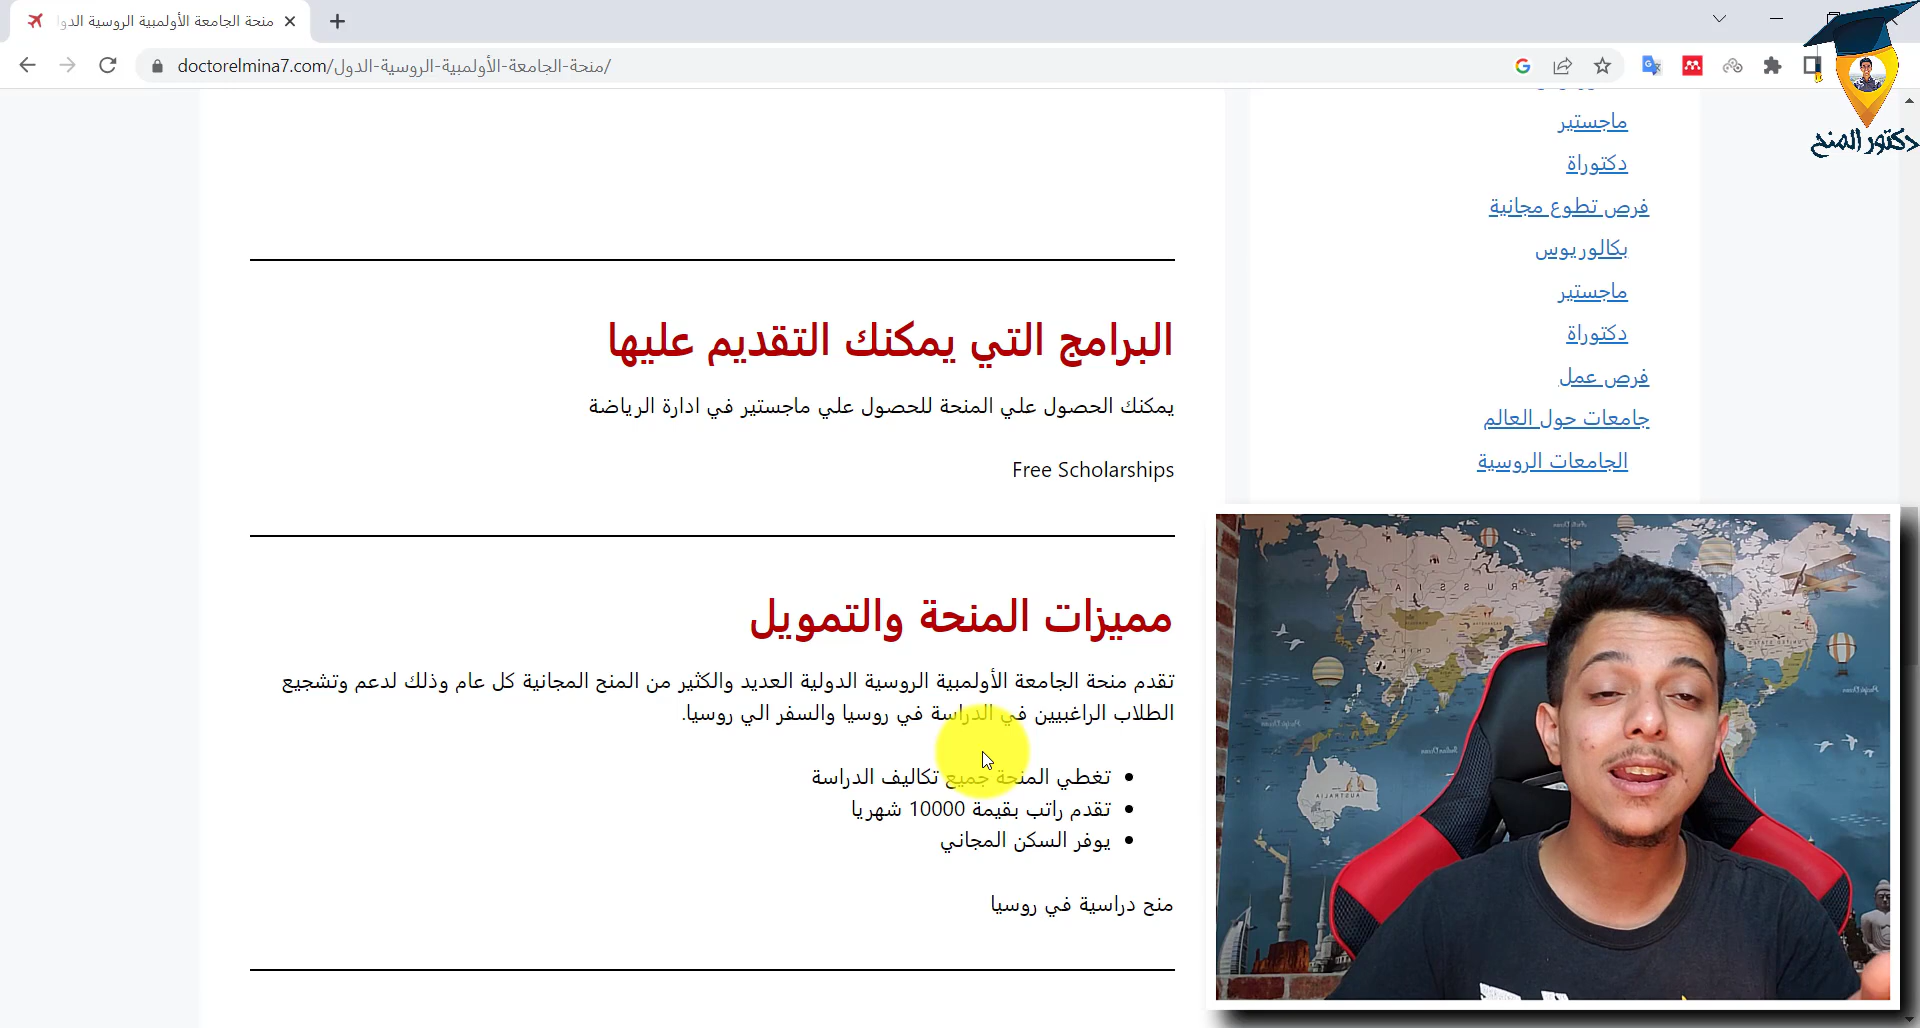 منحة الجامعة الأولمبية الروسية الدول
doctorelmina7.com/منحة-الجامعة-الأولمبية-الروسية-الدول/
دكتور المنح
ماجستير
دكتوراة
فرص تطوع مجانية
بكالوريوس
ماجستير
دكتوراة
فرص عمل
جامعات حول العالم
الجامعات الروسية
البرامج التي يمكنك التقديم عليها
يمكنك الحصول علي المنحة للحصول علي ماجستير في ادارة الرياضة
Free Scholarships
مميزات المنحة والتمويل
تقدم منحة الجامعة الأولمبية الروسية الدولية العديد والكثير من المنح المجانية كل عام وذلك لدعم وتشجيع
الطلاب الراغبيين في الدراسة في روسيا والسفر الي روسيا.
تغطي المنحة جميع تكاليف الدراسة
تقدم راتب بقيمة 10000 شهريا
يوفر السكن المجاني
منح دراسية في روسيا